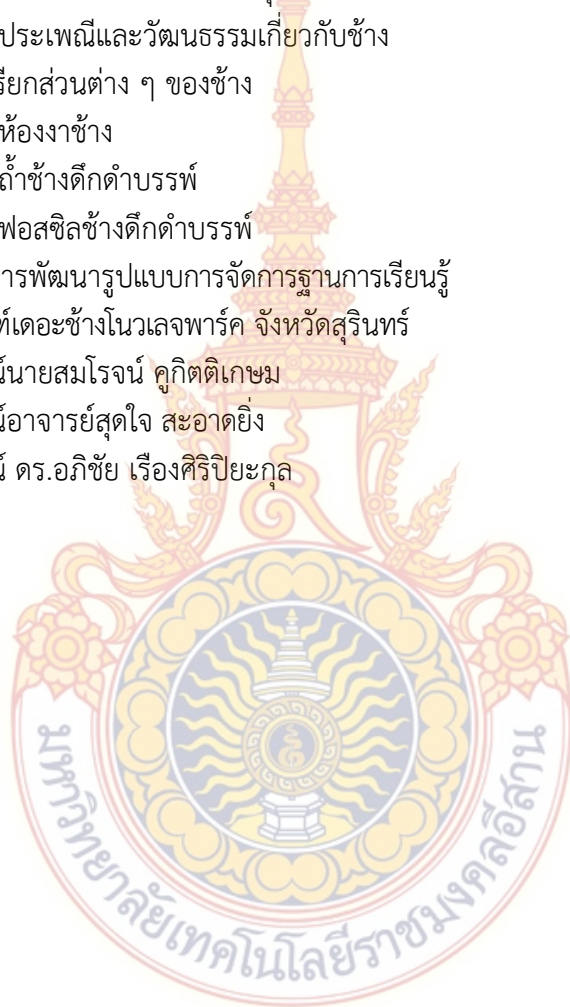 ประเพณีและวัฒนธรรมเกี่ยวกับช้าง
รียกส่วนต่าง ๆ ของช้าง
ห้องงาช้าง
ถ้ำช้างดึกดำบรรพ์
ฟอสซิลช้างดึกดำบรรพ์
ารพัฒนารูปแบบการจัดการฐานการเรียนรู้
ฑ์เดอะช้างโนวเลจพาร์ค จังหวัดสุรินทร์
น์นายสมโรจน์ คูกิตติเกษม
น์อาจารย์สุดใจ สะอาดยิ่ง
น์ ดร.อภิชัย เรืองศิริปิยะกุล
มหาวิทยาลัยเทคโนโลยีราชมงคลอีสาน